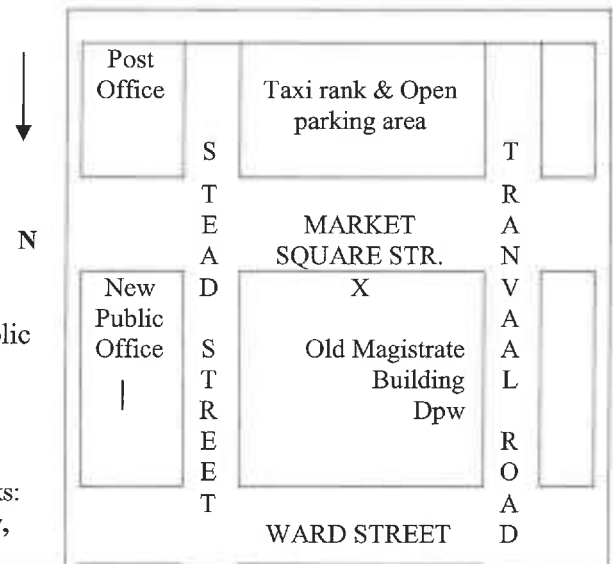 Post
Office
Taxi rank & Open
parking area
STEAD STREET
TRANVAAL ROAD
N
MARKET
SQUARE STR.
X
New
Public
Office
Old Magistrate
Building
Dpw
WARD STREET